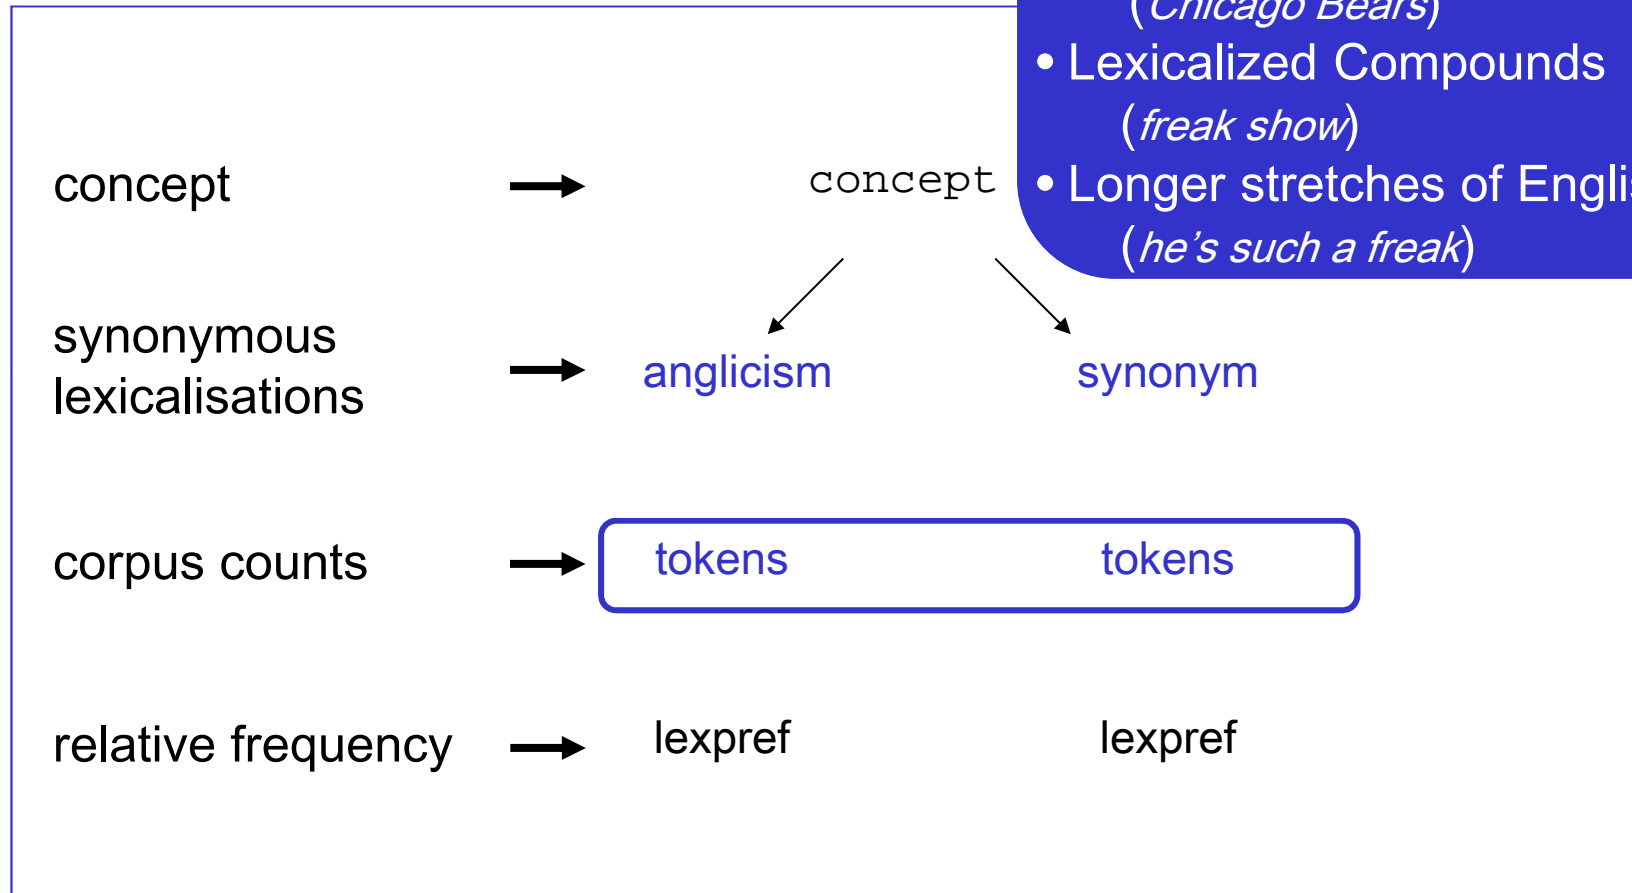 (Chicago Bears)
• Lexicalized Compounds
(freak show)
• Longer stretches of
(he's such a freak)
concept
concept
synonymous
lexicalisations
anglicism synonym
corpus counts
tokens tokens
relative frequency
lexpref lexpref